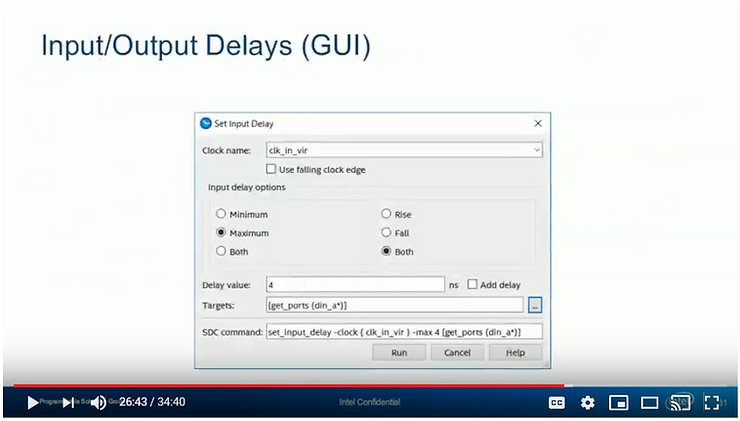 Input/Output Delays (GUI)
Set Input Delay
Clock name: clk_in_vir
Use falling clock edge
Input delay options
Minimum Rise
Maximum Fall
Both Both
Delay value: 4 ns Add delay
Targets: [get_ports {din_a*}] ...
SDC command: set_input_delay -clock { clk_in_vir } -max 4 [get_ports {din_a*}]
Run Cancel Help
26:43 / 34:40 Intel Confidential CC 31